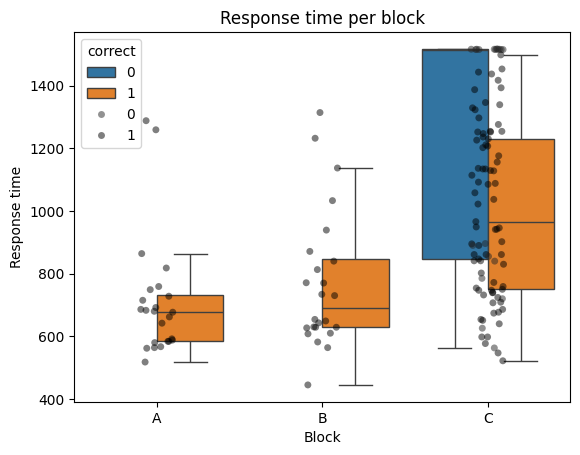 Response time per block
correct
0
1
0
1
1400
1200
1000
800
600
400
Response time
A
B
C
Block